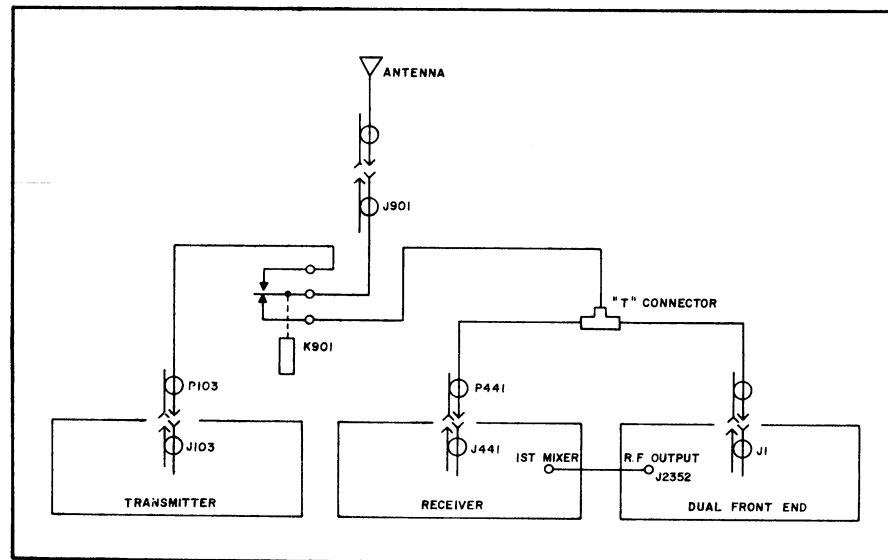 ANTENNA
J901
"T" CONNECTOR
K901
P103
P441
J103
J441
1ST MIXER
R.F OUTPUT
J1
J2352
TRANSMITTER
RECEIVER
DUAL FRONT END